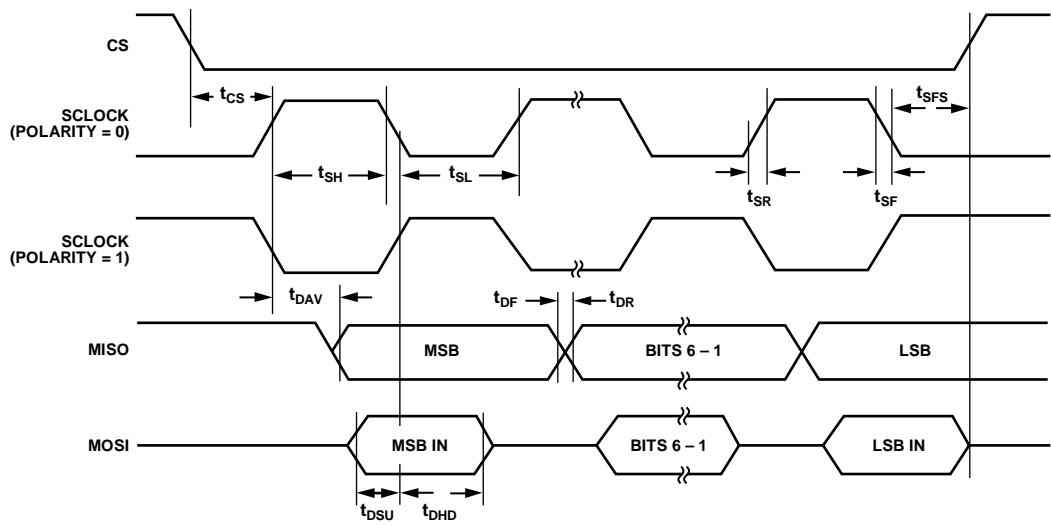 CS
tCS
tSFS
SCLOCK
(POLARITY = 0)
tSH
tSL
tSR
tSF
SCLOCK
(POLARITY = 1)
tDAV
tDF
tDR
MISO
MSB
BITS 6 – 1
LSB
MOSI
MSB IN
BITS 6 – 1
LSB IN
tDSU
tDHD